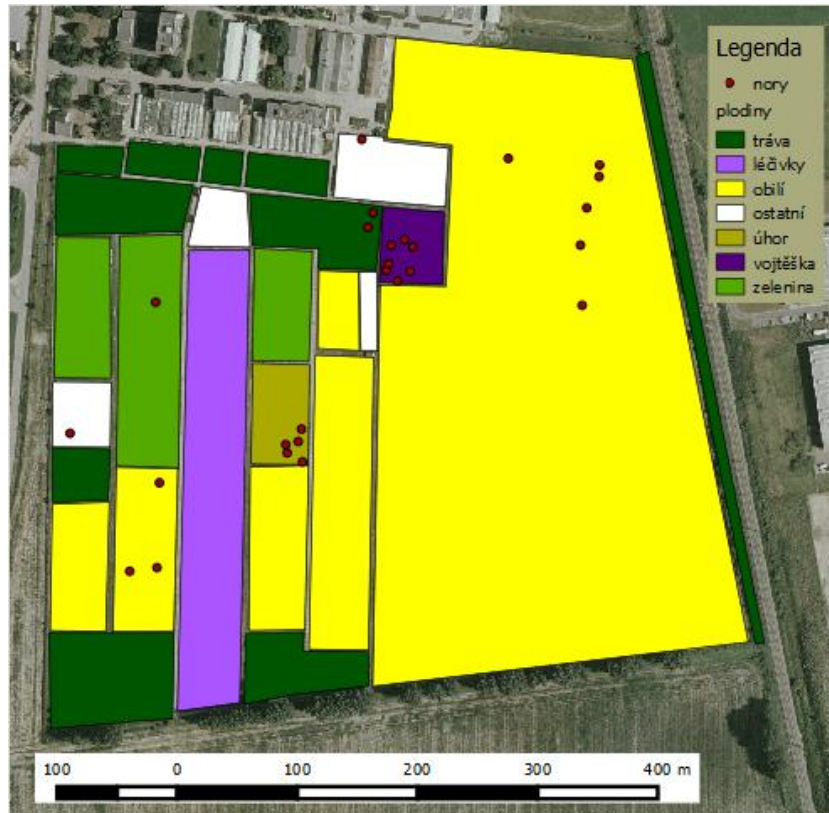 Legenda
nory
plodiny
tráva
léčivky
obilí
ostatní
úhor
vojtěška
zelenina
100 0 100 200 300 400 m